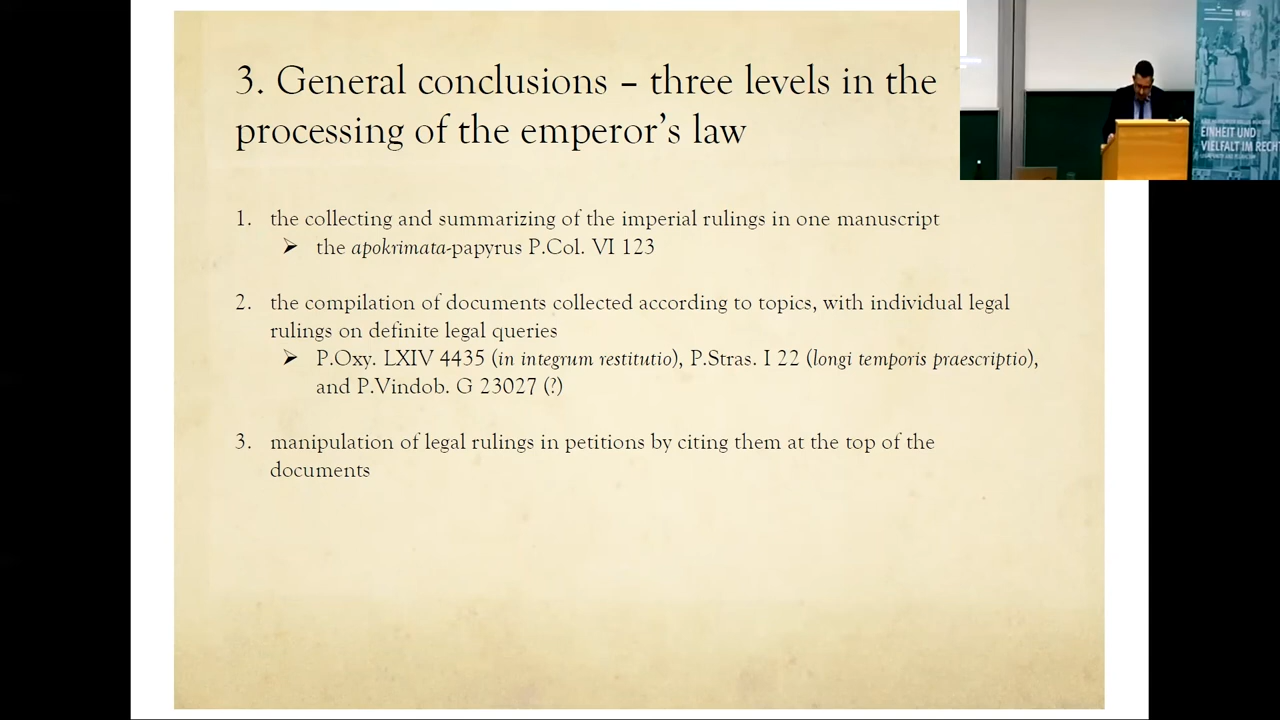 3. General conclusions – three levels in the
processing of the emperor's law
1. the collecting and summarizing of the imperial rulings in one manuscript
➢ the apokrimata-papyrus P.Col. VI 123
2. the compilation of documents collected according to topics, with individual legal
rulings on definite legal queries
➢ P.Oxy. LXIV 4435 (in integrum restitutio), P.Stras. I 22 (longi temporis praescriptio),
and P.Vindob. G 23027 (?)
3. manipulation of legal rulings in petitions by citing them at the top of the
documents
WWU
EINHEIT UND
VIELFALT IM RECHT